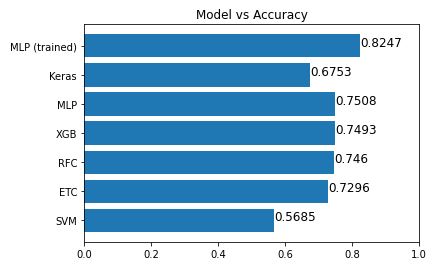 Model vs Accuracy
MLP (trained) 0.8247
Keras 0.6753
MLP 0.7508
XGB 0.7493
RFC 0.746
ETC 0.7296
SVM 0.5685
0.0 0.2 0.4 0.6 0.8 1.0